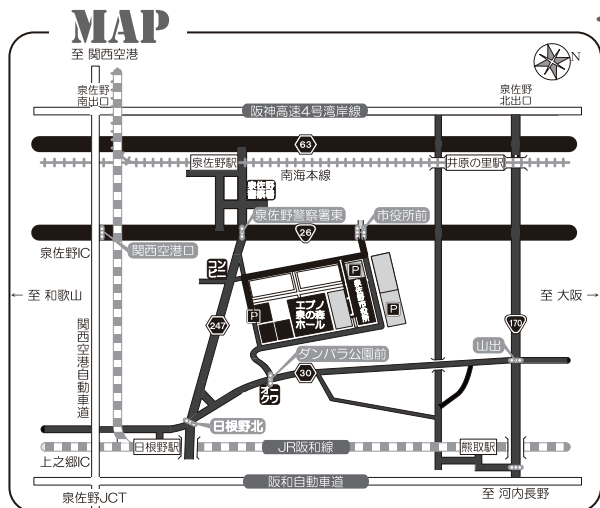 MAP
至 関西空港
N
泉佐野
南出口
泉佐野
北出口
阪神高速4号湾岸線
63
泉佐野駅
井原の里駅
南海本線
泉佐野警察署東
市役所前
26
泉佐野IC
関西空港口
コン
ビニ
P
泉佐野市役所
← 至 和歌山
至 大阪 →
エブノ
泉の森
ホール
P
P
247
170
関西空港自動車道
ダンバラ公園前
山出
30
オー
クワ
日根野北
日根野駅
JR阪和線
熊取駅
上之郷IC
阪和自動車道
泉佐野JCT
至 河内長野